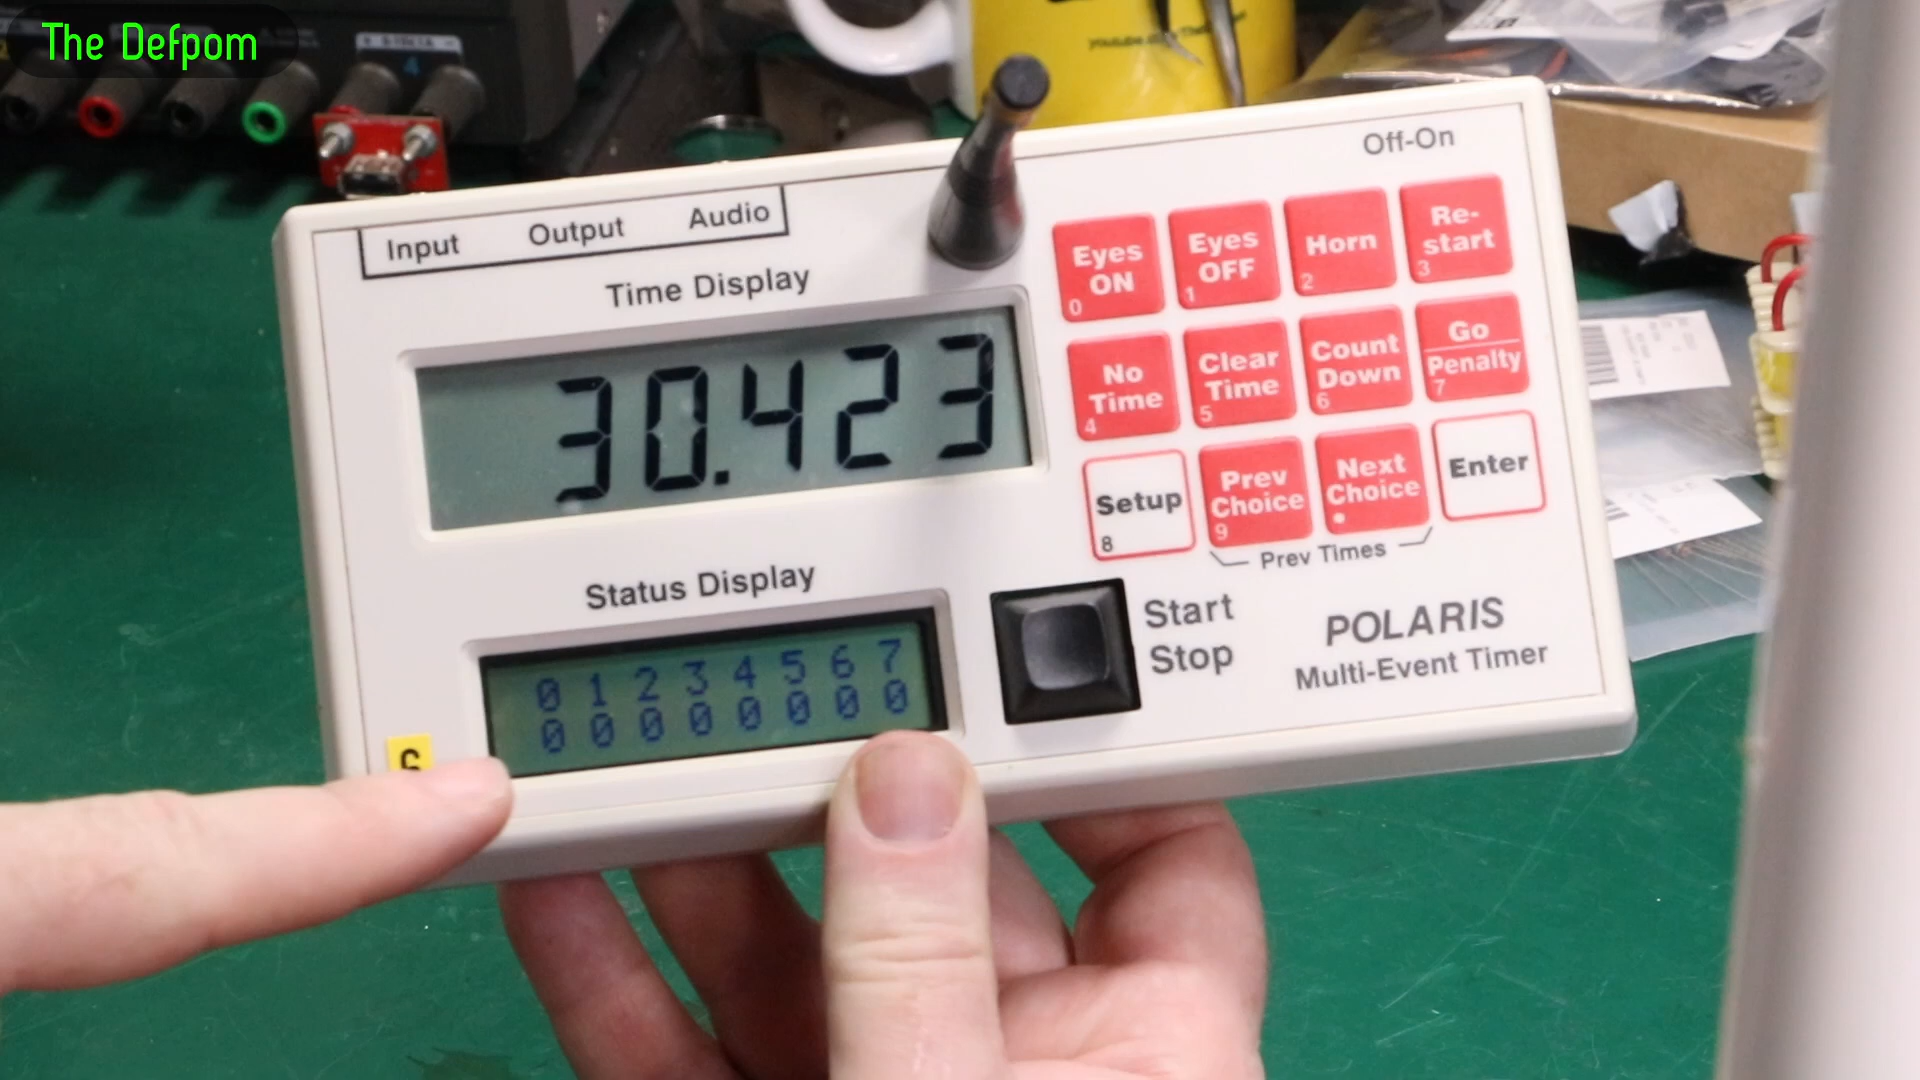 The Defpom
4
Off-On
Input Output Audio
Time Display
30.423
Eyes ON 0
Eyes OFF 1
Horn 2
Re-start 3
No Time 4
Clear Time 5
Count Down 6
Go Penalty 7
Setup 8
Prev Choice 9
Next Choice •
Enter
Prev Times
Status Display
0 1 2 3 4 5 6 7
0 0 0 0 0 0 0 0
Start
Stop
POLARIS
Multi-Event Timer